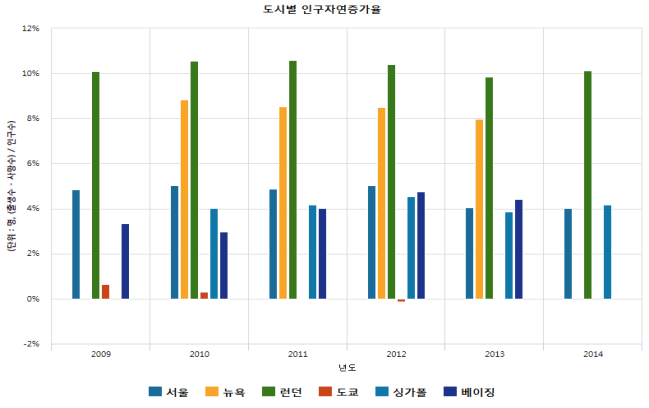 도시별 인구자연증가율
12%
10%
8%
6%
4%
2%
0%
-2%
(단위 : 명, (출생수 - 사망수) / 인구수)
2009 2010 2011 2012 2013 2014
년도
서울 뉴욕 런던 도쿄 싱가폴 베이징